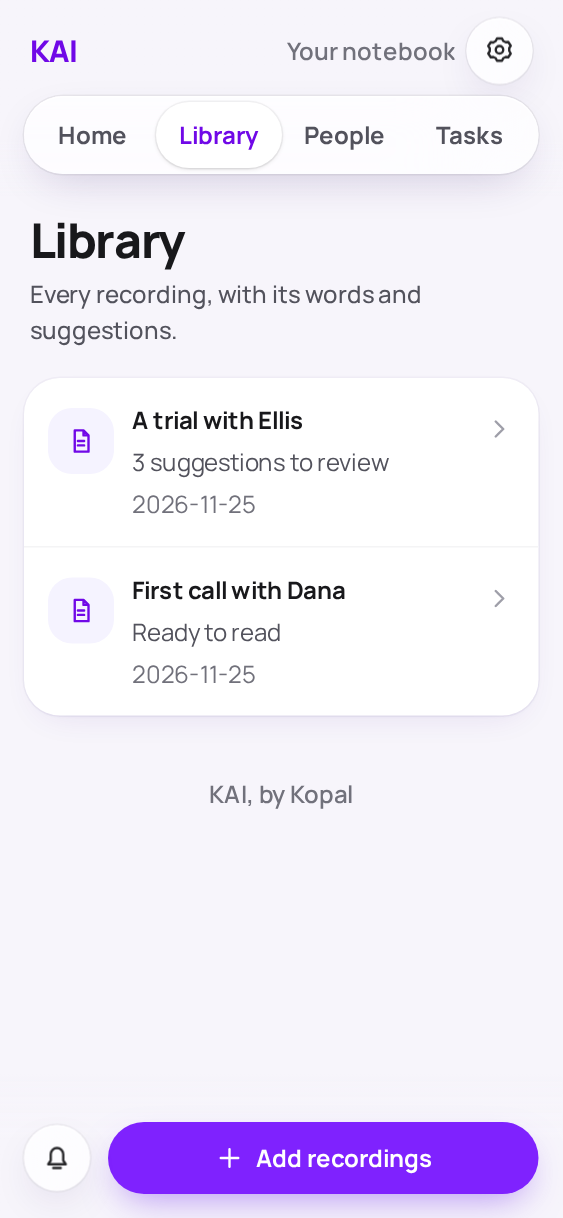 KAI
Your notebook
Home
Library
People
Tasks
Library
Every recording, with its words and
suggestions.
A trial with Ellis
3 suggestions to review
2026-11-25
First call with Dana
Ready to read
2026-11-25
KAI, by Kopal
Add recordings